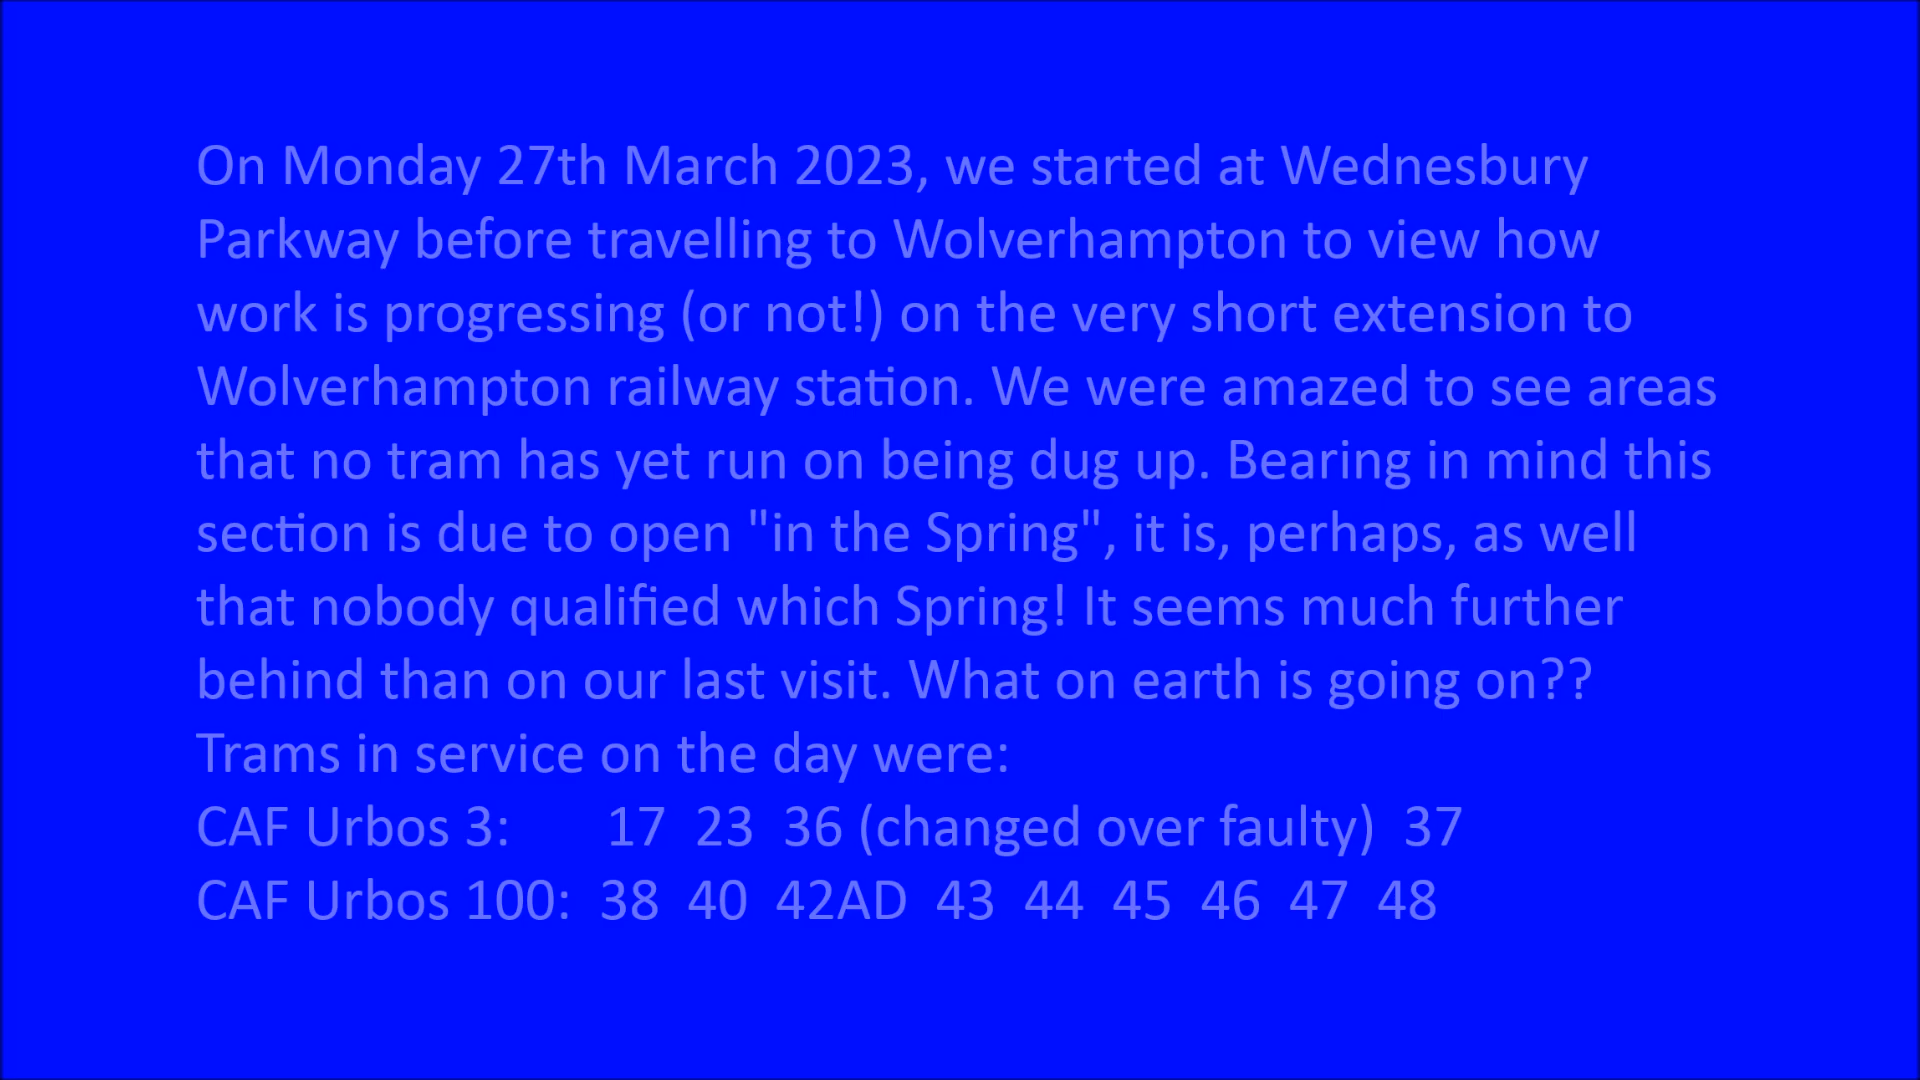 On Monday 27th March 2023, we started at Wednesbury
Parkway before travelling to Wolverhampton to view how
work is progressing (or not!) on the very short extension to
Wolverhampton railway station. We were amazed to see areas
that no tram has yet run on being dug up. Bearing in mind this
section is due to open "in the Spring", it is, perhaps, as well
that nobody qualified which Spring! It seems much further
behind than on our last visit. What on earth is going on??
Trams in service on the day were:
CAF Urbos 3: 17 23 36 (changed over faulty) 37
CAF Urbos 100: 38 40 42AD 43 44 45 46 47 48